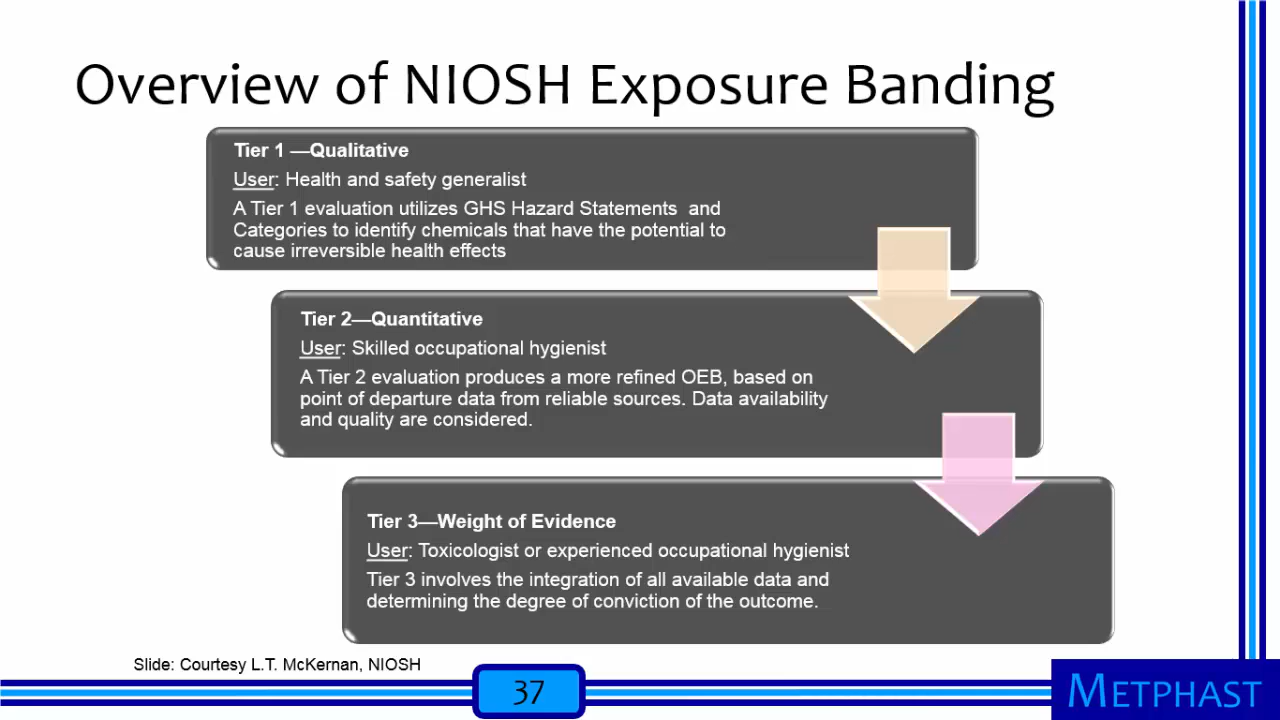 Overview of NIOSH Exposure Banding
Tier 1 —Qualitative
User: Health and safety generalist
A Tier 1 evaluation utilizes GHS Hazard Statements and
Categories to identify chemicals that have the potential to
cause irreversible health effects
Tier 2—Quantitative
User: Skilled occupational hygienist
A Tier 2 evaluation produces a more refined OEB, based on
point of departure data from reliable sources. Data availability
and quality are considered.
Tier 3—Weight of Evidence
User: Toxicologist or experienced occupational hygienist
Tier 3 involves the integration of all available data and
determining the degree of conviction of the outcome.
Slide: Courtesy L.T. McKernan, NIOSH
37
METPHAST